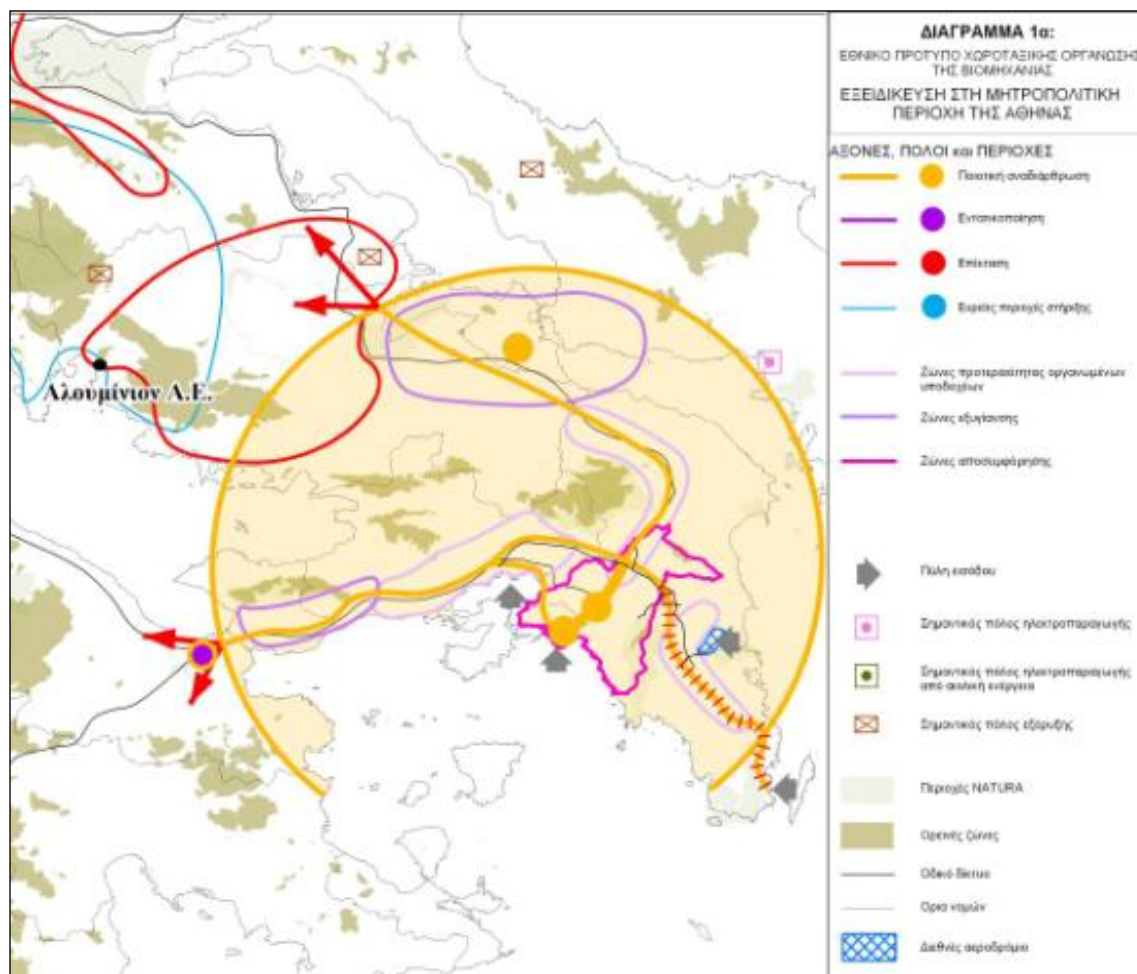 Αλουμίνιον Α.Ε.
ΔΙΑΓΡΑΜΜΑ 1α:
ΕΘΝΙΚΟ ΠΡΟΤΥΠΟ ΧΩΡΟΤΑΞΙΚΗΣ ΟΡΓΑΝΩΣΗΣ
ΤΗΣ ΒΙΟΜΗΧΑΝΙΑΣ
ΕΞΕΙΔΙΚΕΥΣΗ ΣΤΗ ΜΗΤΡΟΠΟΛΙΤΙΚΗ
ΠΕΡΙΟΧΗ ΤΗΣ ΑΘΗΝΑΣ
ΑΞΟΝΕΣ, ΠΟΛΟΙ και ΠΕΡΙΟΧΕΣ
Ποιοτική αναδιάρθρωση
Εντατικοποίηση
Επέκταση
Ευρείες περιοχές στήριξης
Ζώνες προτεραιότητας οργανωμένων
υποδοχέων
Ζώνες εξυγίανσης
Ζώνες αποσυμφόρησης
Πύλη εισόδου
Σημαντικός πόλος ηλεκτροπαραγωγής
Σημαντικός πόλος ηλεκτροπαραγωγής
από αιολική ενέργεια
Σημαντικός πόλος εξόρυξης
Περιοχές NATURA
Ορεινές ζώνες
Οδικό δίκτυο
Όρια νομών
Διεθνές αεροδρόμιο